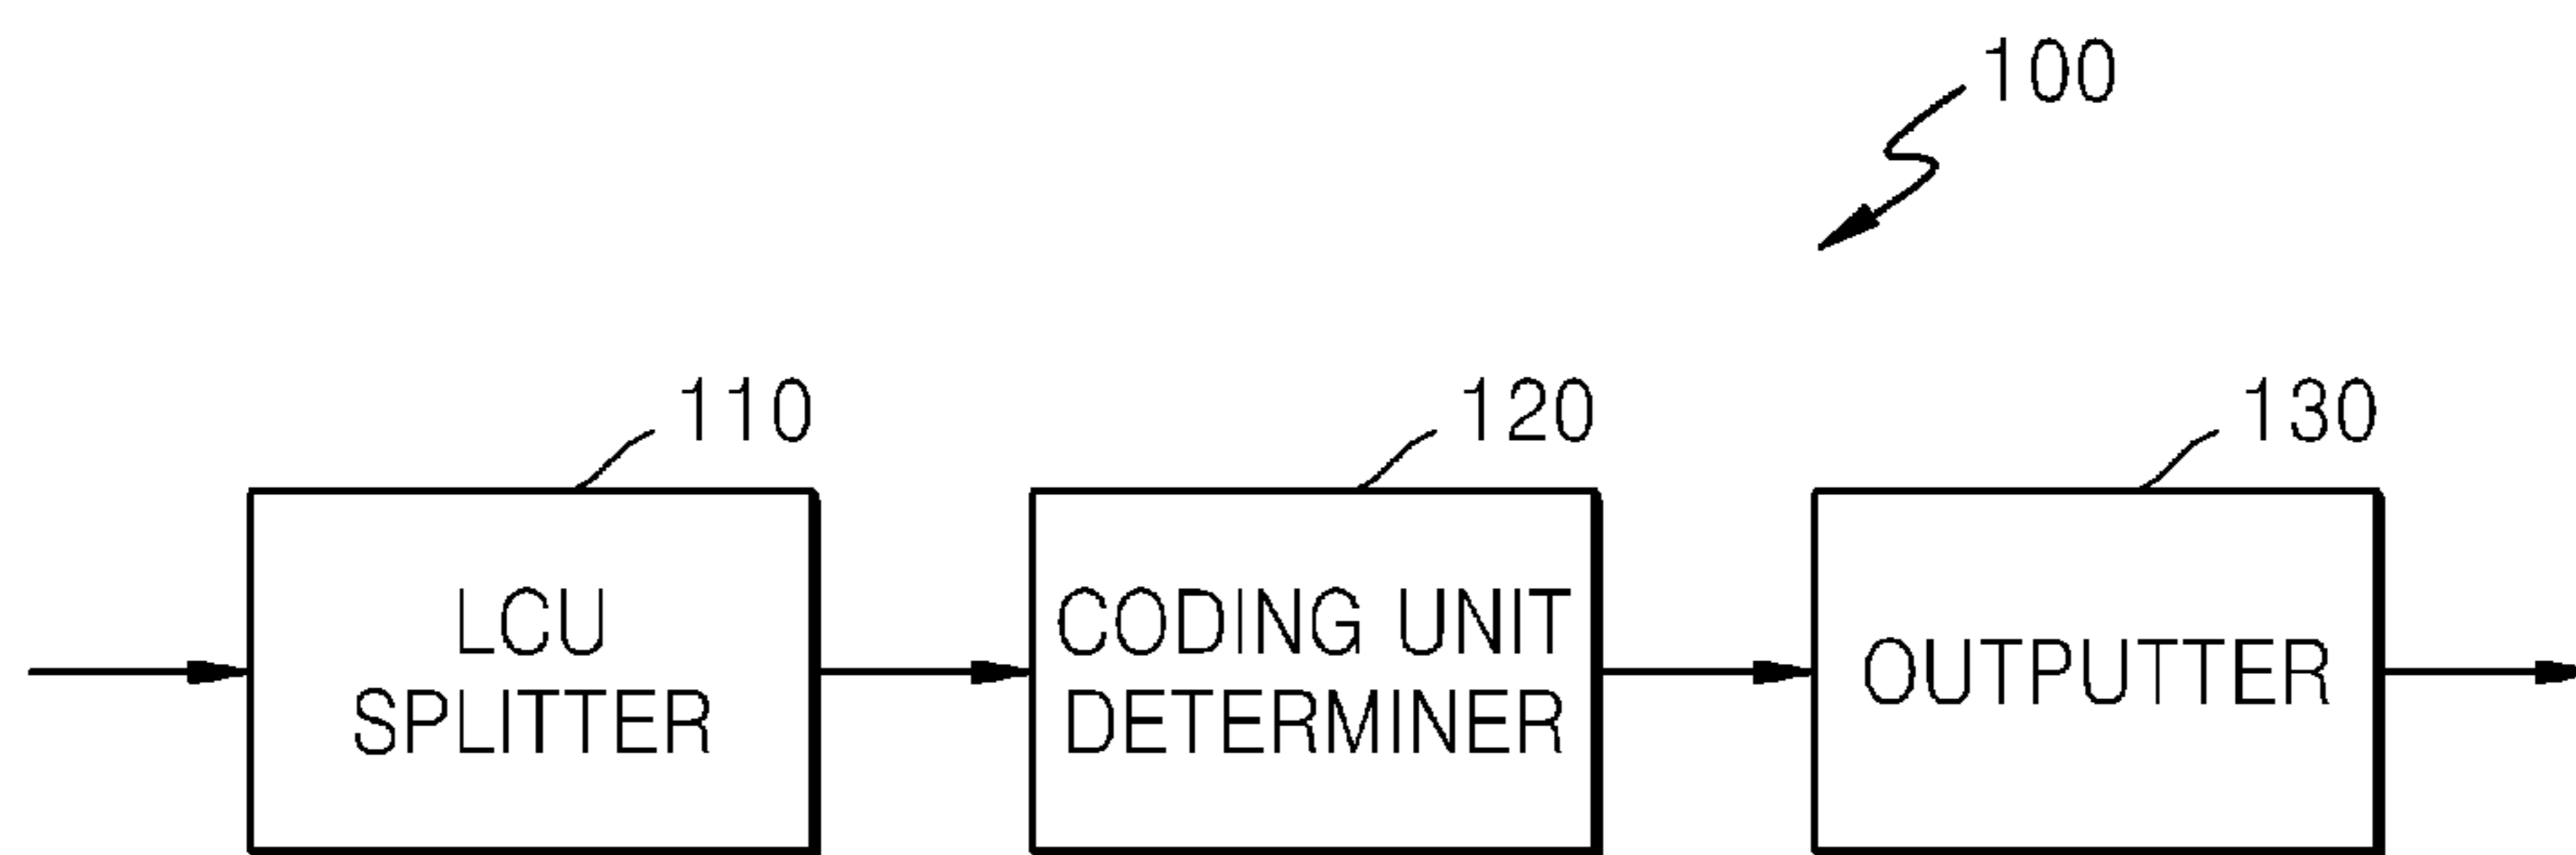 100
110
120
130
LCU
SPLITTER
CODING UNIT
DETERMINER
OUTPUTTER